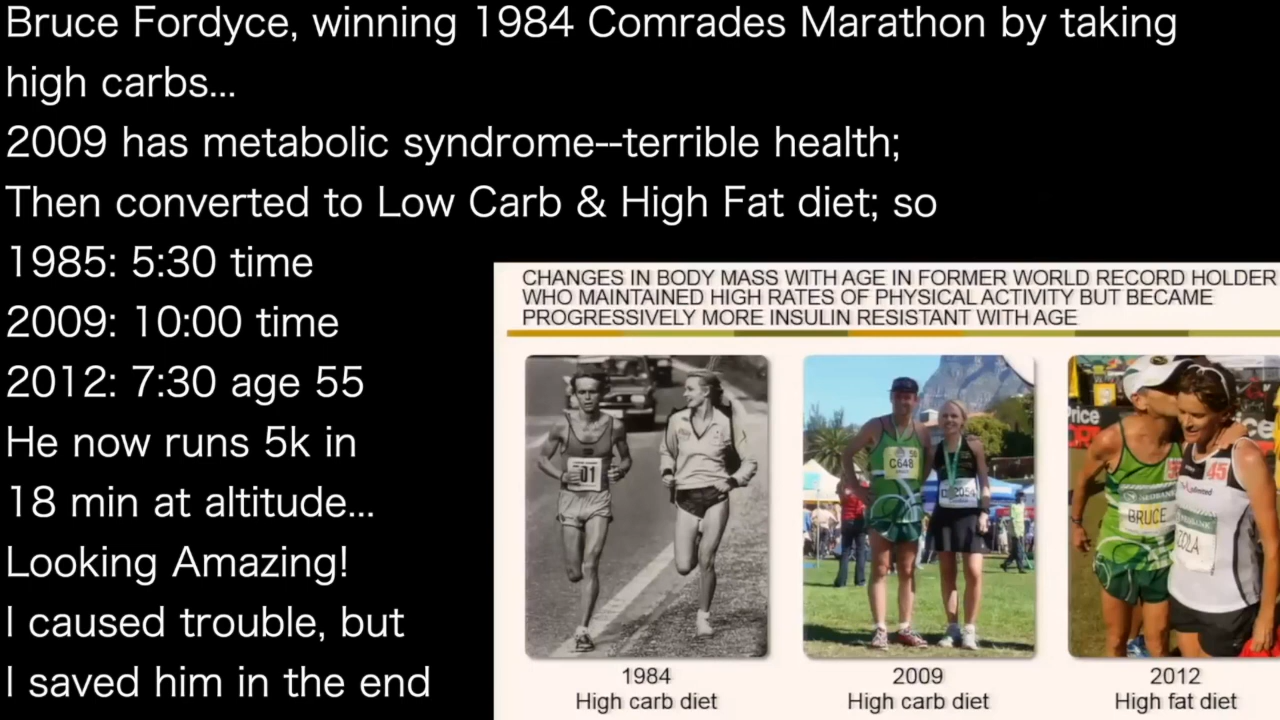 Bruce Fordyce, winning 1984 Comrades Marathon by taking
high carbs...
2009 has metabolic syndrome--terrible health;
Then converted to Low Carb & High Fat diet; so
1985: 5:30 time
2009: 10:00 time
2012: 7:30 age 55
He now runs 5k in
18 min at altitude...
Looking Amazing!
I caused trouble, but
I saved him in the end
CHANGES IN BODY MASS WITH AGE IN FORMER WORLD RECORD HOLDER
WHO MAINTAINED HIGH RATES OF PHYSICAL ACTIVITY BUT BECAME
PROGRESSIVELY MORE INSULIN RESISTANT WITH AGE
C648
BRUCE
45
1984
High carb diet
2009
High carb diet
2012
High fat diet